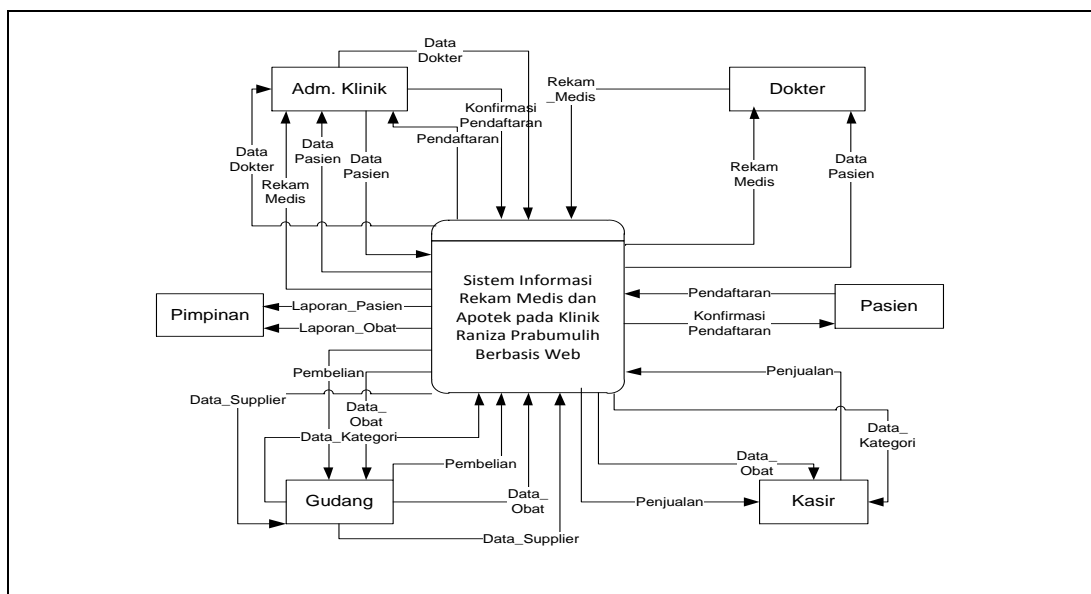 Data
Dokter
Adm. Klinik
Rekam
_Medis
Dokter
Konfirmasi
Pendaftaran
Pendaftaran
Data
Dokter
Rekam
Medis
Data
Pasien
Data
Pasien
Rekam
Medis
Data
Pasien
Sistem Informasi
Rekam Medis dan
Apotek pada Klinik
Raniza Prabumulih
Berbasis Web
Pimpinan
Laporan_Pasien
Laporan_Obat
Pendaftaran
Pasien
Konfirmasi
Pendaftaran
Pembelian
Penjualan
Data_Supplier
Data_
Obat
Data_Kategori
Data_
Kategori
Pembelian
Data_
Obat
Gudang
Data_
Obat
Penjualan
Kasir
Data_Supplier